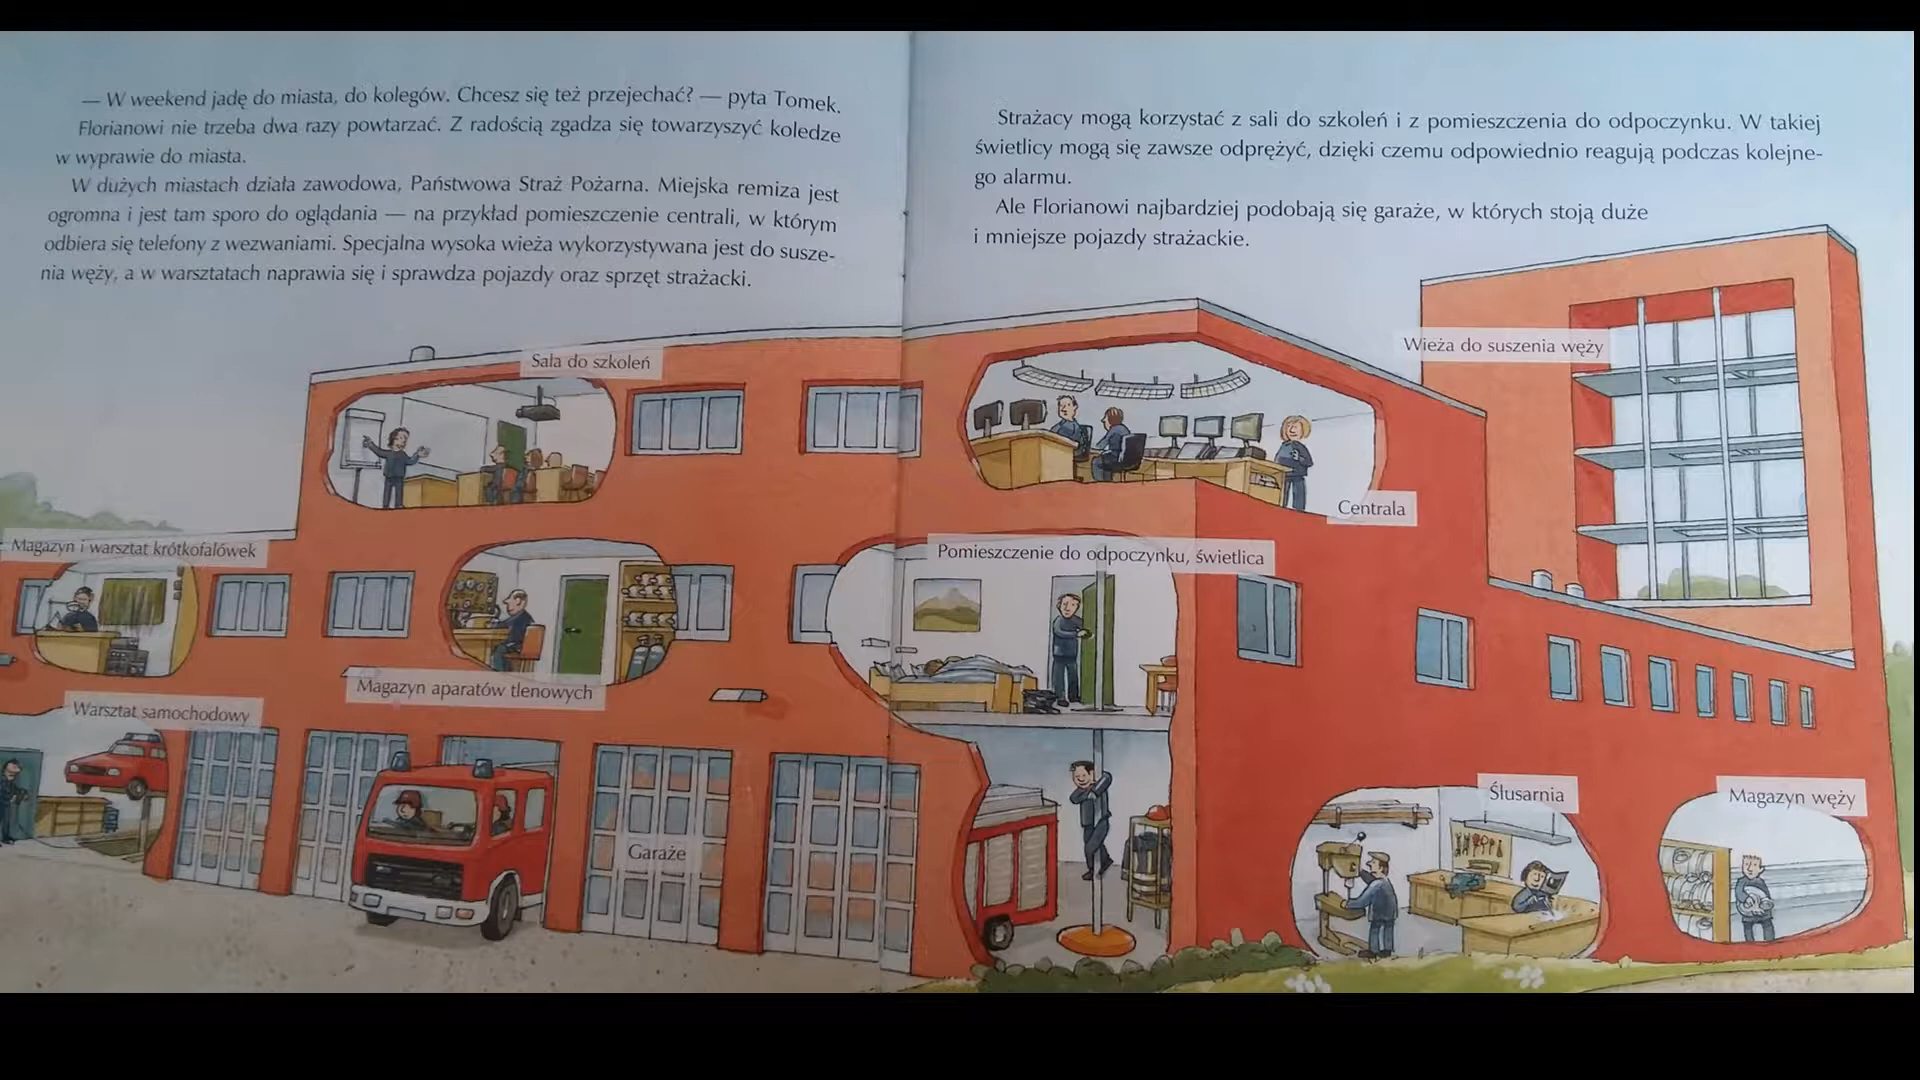 — W weekend jadę do miasta, do kolegów. Chcesz się też przejechać? — pyta Tomek.
Florianowi nie trzeba dwa razy powtarzać. Z radością zgadza się towarzyszyć koledze
w wyprawie do miasta.
W dużych miastach działa zawodowa, Państwowa Straż Pożarna. Miejska remiza jest
ogromna i jest tam sporo do oglądania — na przykład pomieszczenie centrali, w którym
odbiera się telefony z wezwaniami. Specjalna wysoka wieża wykorzystywana jest do susze-
nia węży, a w warsztatach naprawia się i sprawdza pojazdy oraz sprzęt strażacki.
Strażacy mogą korzystać z sali do szkoleń i z pomieszczenia do odpoczynku. W takiej
świetlicy mogą się zawsze odprężyć, dzięki czemu odpowiednio reagują podczas kolejne-
go alarmu.
Ale Florianowi najbardziej podobają się garaże, w których stoją duże
i mniejsze pojazdy strażackie.
Sala do szkoleń
Wieża do suszenia węży
Centrala
Magazyn i warsztat krótkofalówek
Pomieszczenie do odpoczynku, świetlica
Magazyn aparatów tlenowych
Warsztat samochodowy
Garaże
Ślusarnia
Magazyn węży